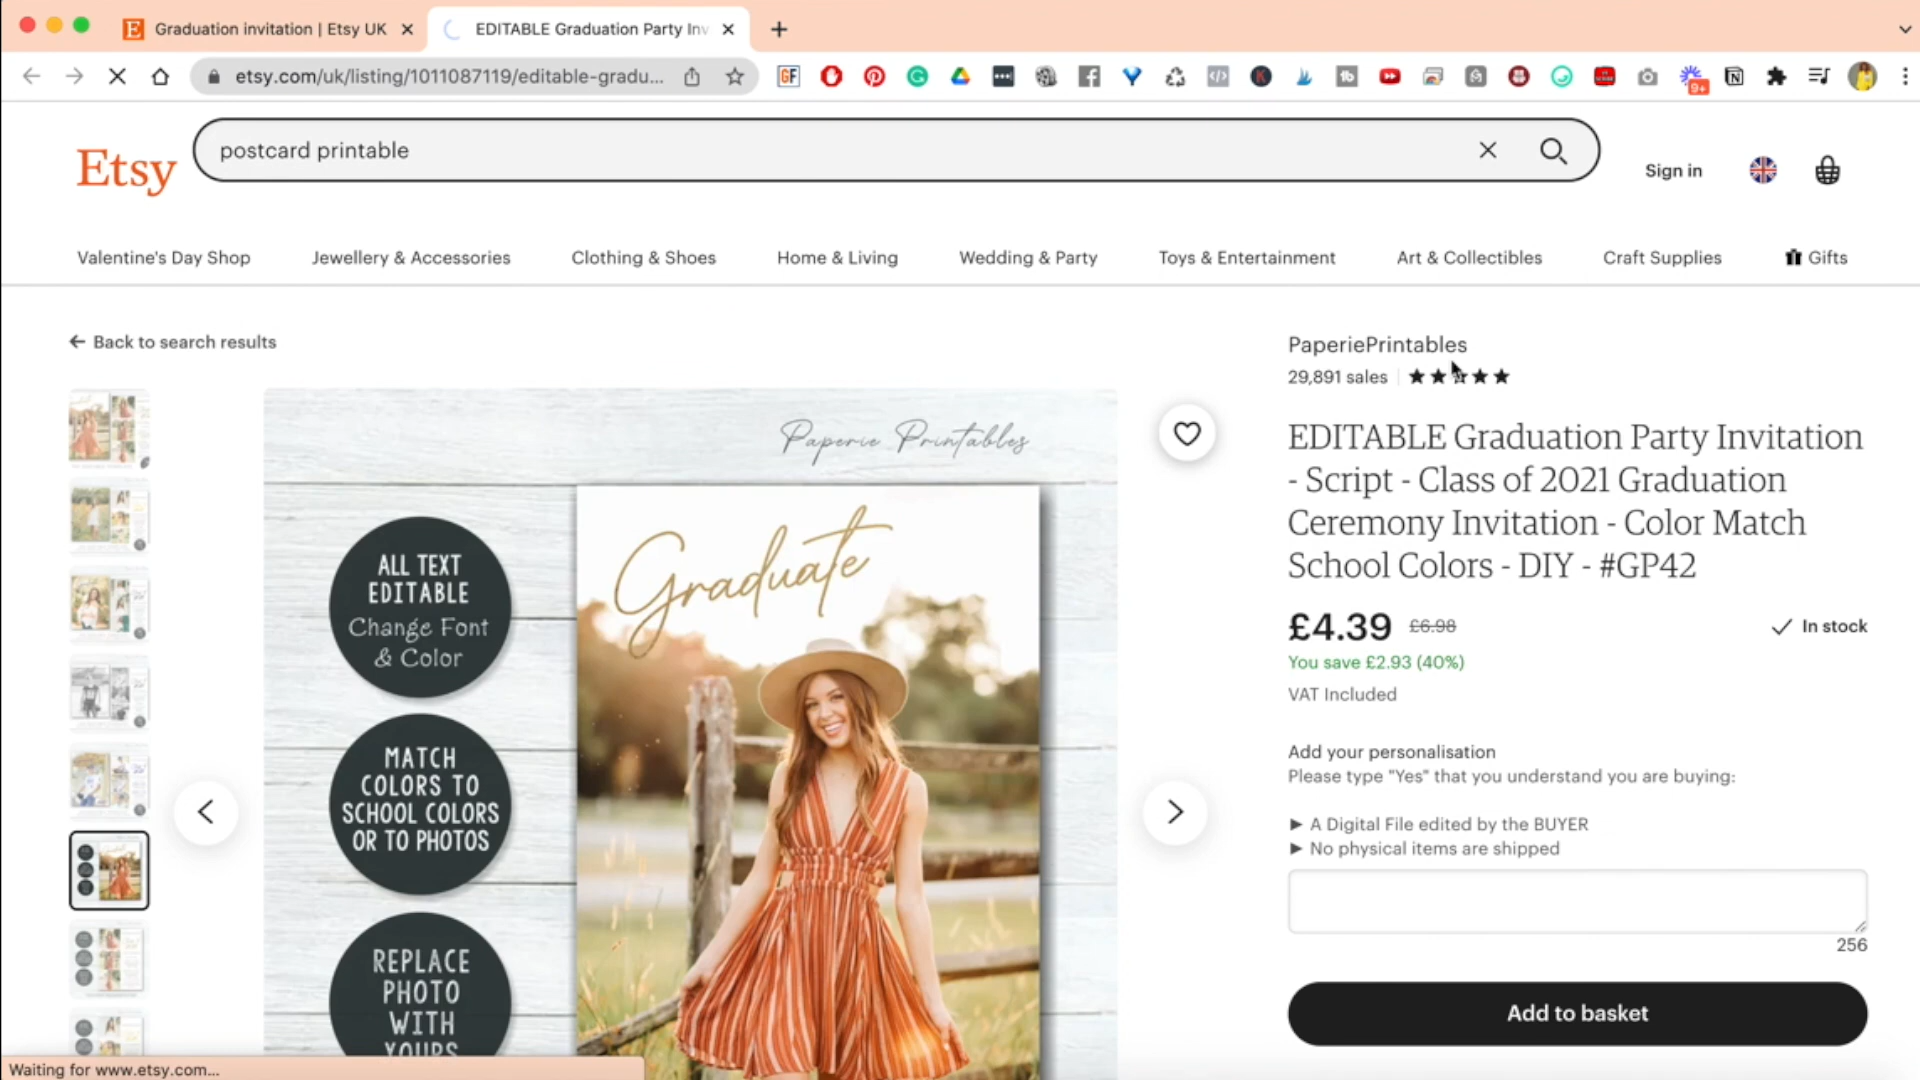 Graduation invitation | Etsy UK
EDITABLE Graduation Party Inv
etsy.com/uk/listing/1011087119/editable-gradu...
9+
Etsy
postcard printable
Sign in
Valentine's Day Shop
Jewellery & Accessories
Clothing & Shoes
Home & Living
Wedding & Party
Toys & Entertainment
Art & Collectibles
Craft Supplies
Gifts
Back to search results
Paperie Printables
ALL TEXT
EDITABLE
Change Font
& Color
MATCH
COLORS TO
SCHOOL COLORS
OR TO PHOTOS
REPLACE
PHOTO
WITH
YOURS
Graduate
PaperiePrintables
29,891 sales
EDITABLE Graduation Party Invitation
- Script - Class of 2021 Graduation
Ceremony Invitation - Color Match
School Colors - DIY - #GP42
£4.39 £6.98
In stock
You save £2.93 (40%)
VAT Included
Add your personalisation
Please type "Yes" that you understand you are buying:
► A Digital File edited by the BUYER
► No physical items are shipped
256
Add to basket
Waiting for www.etsy.com...